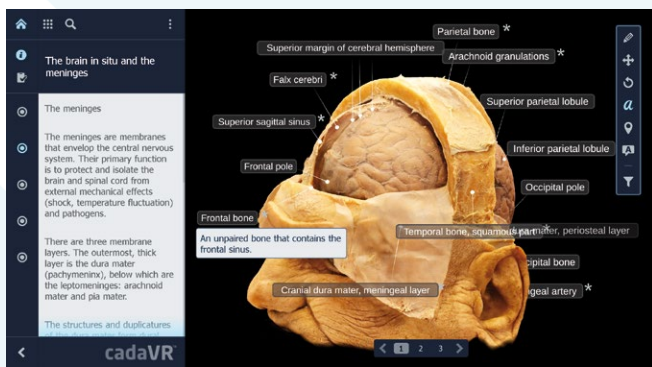 The brain in situ and the
meninges
The meninges
The meninges are membranes
that envelop the central nervous
system. Their primary function
is to protect and isolate the
brain and spinal cord from
external mechanical effects
(shock, temperature fluctuation)
and pathogens.
There are three membrane
layers. The outermost, thick
layer is the dura mater
(pachymeninx), below which are
the leptomeninges: arachnoid
mater and pia mater.
The structures and duplicatures
cadaVR
Parietal bone *
Superior margin of cerebral hemisphere
Arachnoid granulations *
Falx cerebri *
Superior parietal lobule
Superior sagittal sinus *
Inferior parietal lobule
Frontal pole
Occipital pole
Frontal bone
An unpaired bone that contains the
frontal sinus.
Temporal bone, squamous part *
mater, periosteal layer
cipital bone
Cranial dura mater, meningeal layer
geal artery *
1 2 3
a
A